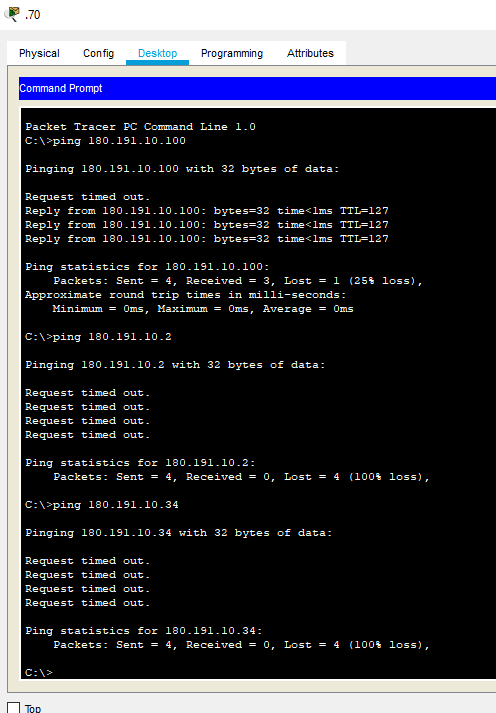 .70
Physical Config Desktop Programming Attributes
Command Prompt
Packet Tracer PC Command Line 1.0
C:\>ping 180.191.10.100
Pinging 180.191.10.100 with 32 bytes of data:
Request timed out.
Reply from 180.191.10.100: bytes=32 time<1ms TTL=127
Reply from 180.191.10.100: bytes=32 time<1ms TTL=127
Reply from 180.191.10.100: bytes=32 time<1ms TTL=127
Ping statistics for 180.191.10.100:
Packets: Sent = 4, Received = 3, Lost = 1 (25% loss),
Approximate round trip times in milli-seconds:
Minimum = 0ms, Maximum = 0ms, Average = 0ms
C:\>ping 180.191.10.2
Pinging 180.191.10.2 with 32 bytes of data:
Request timed out.
Request timed out.
Request timed out.
Request timed out.
Ping statistics for 180.191.10.2:
Packets: Sent = 4, Received = 0, Lost = 4 (100% loss),
C:\>ping 180.191.10.34
Pinging 180.191.10.34 with 32 bytes of data:
Request timed out.
Request timed out.
Request timed out.
Request timed out.
Ping statistics for 180.191.10.34:
Packets: Sent = 4, Received = 0, Lost = 4 (100% loss),
C:\>
Top